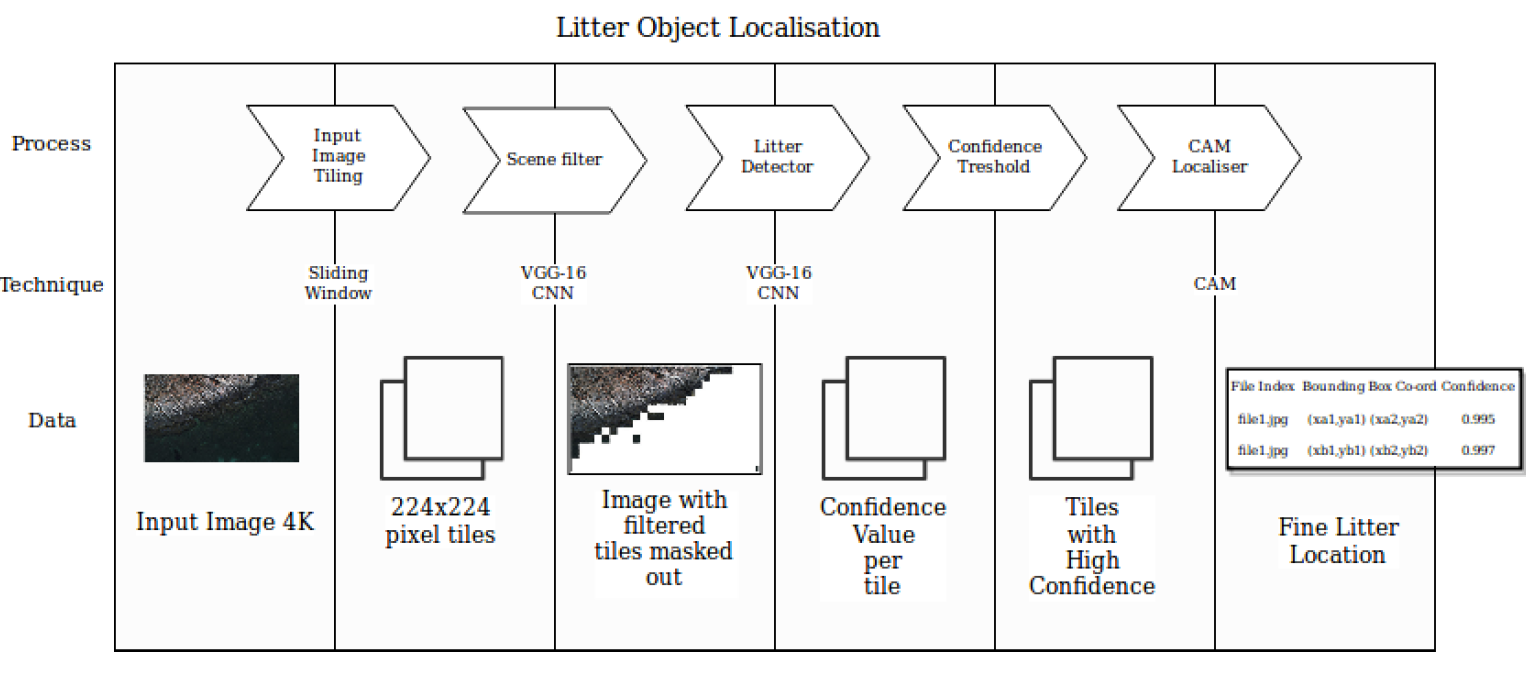 Litter Object Localisation
Process
Input
Image
Tiling
Scene filter
Litter
Detector
Confidence
Treshold
CAM
Localiser
Technique
Sliding
Window
VGG-16
CNN
VGG-16
CNN
CAM
Data
File Index Bounding Box Co-ord Confidence
file1.jpg (xa1,ya1) (xa2,ya2) 0.995
file1.jpg (xb1,yb1) (xb2,yb2) 0.997
Input Image 4K
224x224
pixel tiles
Image with
filtered
tiles masked
out
Confidence
Value
per
tile
Tiles
with
High
Confidence
Fine Litter
Location